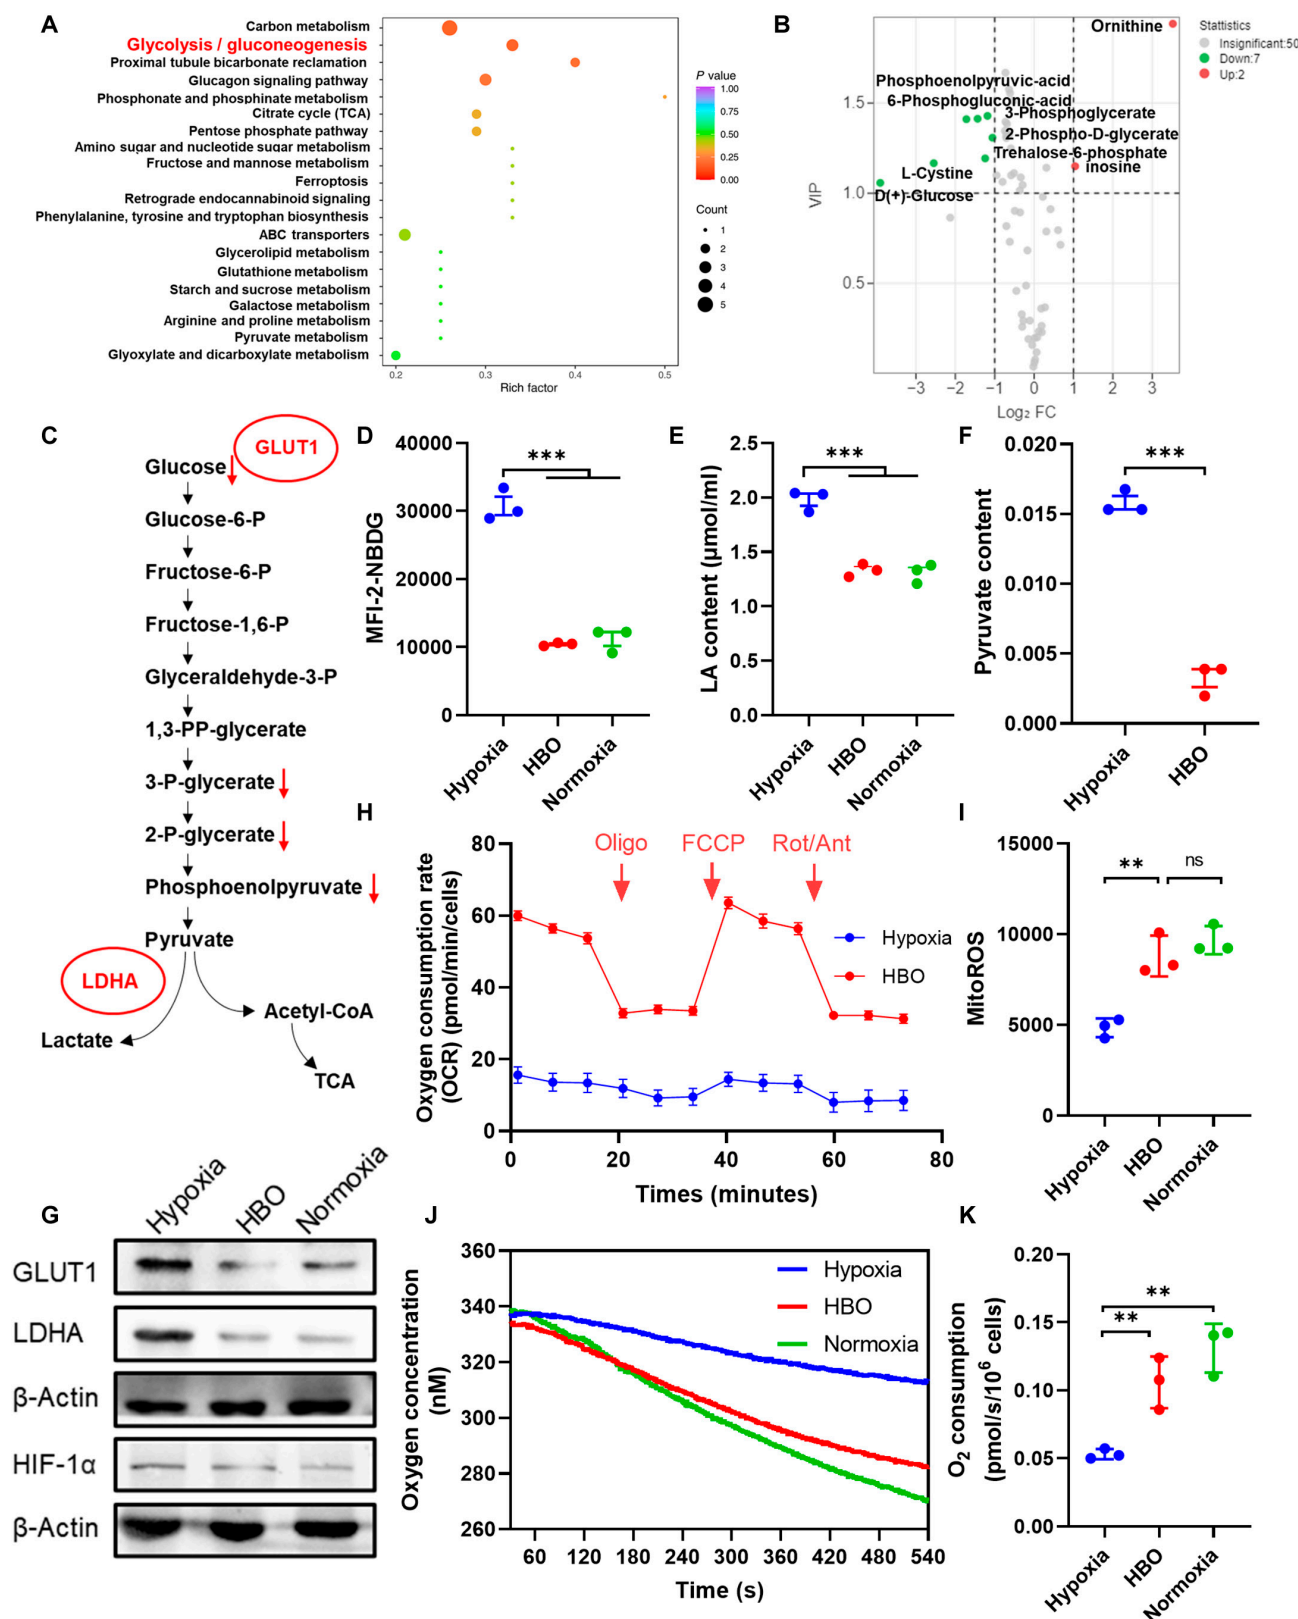 A
Carbon metabolism
Glycolysis / gluconeogenesis
Proximal tubule bicarbonate reclamation
Glucagon signaling pathway
Phosphonate and phosphinate metabolism
Citrate cycle (TCA)
Pentose phosphate pathway
Amino sugar and nucleotide sugar metabolism
Fructose and mannose metabolism
Ferroptosis
Retrograde endocannabinoid signaling
Phenylalanine, tyrosine and tryptophan biosynthesis
ABC transporters
Glycerolipid metabolism
Glutathione metabolism
Starch and sucrose metabolism
Galactose metabolism
Arginine and proline metabolism
Pyruvate metabolism
Glyoxylate and dicarboxylate metabolism
0.2 0.3 0.4 0.5
Rich factor
P value
1.00
0.75
0.50
0.25
0.00
Count
1
2
3
4
5
B
Ornithine
Phosphoenolpyruvic-acid
6-Phosphogluconic-acid
3-Phosphoglycerate
2-Phospho-D-glycerate
Trehalose-6-phosphate
inosine
L-Cystine
D(+)-Glucose
VIP
1.5
1.0
0.5
−3 −2 −1 0 1 2 3
Log₂ FC
Stattistics
Insignificant:50
Down:7
Up:2
C
GLUT1
Glucose
Glucose-6-P
Fructose-6-P
Fructose-1,6-P
Glyceraldehyde-3-P
1,3-PP-glycerate
3-P-glycerate
2-P-glycerate
Phosphoenolpyruvate
Pyruvate
LDHA
Acetyl-CoA
Lactate
TCA
D
MFI-2-NBDG
40000
30000
20000
10000
0
***
Hypoxia
HBO
Normoxia
E
LA content (μmol/ml)
2.5
2.0
1.5
1.0
0.5
0.0
***
Hypoxia
HBO
Normoxia
F
Pyruvate content
0.020
0.015
0.010
0.005
0.000
***
Hypoxia
HBO
H
Oxygen consumption rate
(OCR) (pmol/min/cells)
80
60
40
20
0
Oligo FCCP Rot/Ant
Hypoxia
HBO
0 20 40 60 80
Times (minutes)
I
MitoROS
15000
10000
5000
0
** ns
Hypoxia
HBO
Normoxia
G
Hypoxia
HBO
Normoxia
GLUT1
LDHA
β-Actin
HIF-1α
β-Actin
J
Oxygen concentration
(nM)
360
340
320
300
280
260
Hypoxia
HBO
Normoxia
60 120 180 240 300 360 420 480 540
Time (s)
K
O₂ consumption
(pmol/s/10⁶ cells)
0.20
0.15
0.10
0.05
0.00
**
**
Hypoxia
HBO
Normoxia